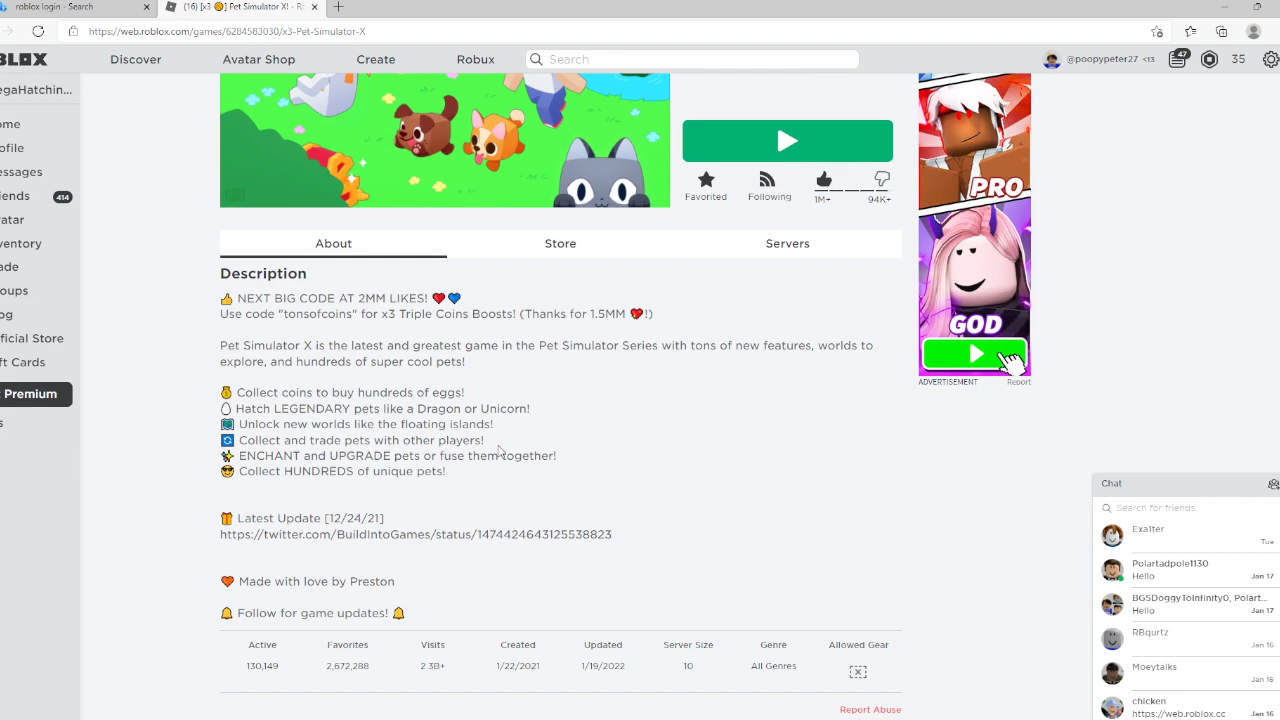 roblox login - Search
(16) [x3 😊] Pet Simulator X! - Ro
https://web.roblox.com/games/6284583030/x3-Pet-Simulator-X
BLOX
Discover
Avatar Shop
Create
Robux
Search
@poopypeter27 <13
47
35
egaHatchin...
ome
ofile
essages
iends
414
vatar
ventory
ade
oups
og
fficial Store
ft Cards
t Premium
s
Favorited
Following
1M+
94K+
About
Store
Servers
Description
👍 NEXT BIG CODE AT 2MM LIKES! ❤️💙
Use code "tonsofcoins" for x3 Triple Coins Boosts! (Thanks for 1.5MM 💖!)
Pet Simulator X is the latest and greatest game in the Pet Simulator Series with tons of new features, worlds to
explore, and hundreds of super cool pets!
💰 Collect coins to buy hundreds of eggs!
🥚 Hatch LEGENDARY pets like a Dragon or Unicorn!
🗺️ Unlock new worlds like the floating islands!
🔄 Collect and trade pets with other players!
✨ ENCHANT and UPGRADE pets or fuse them together!
😎 Collect HUNDREDS of unique pets!
🎁 Latest Update [12/24/21]
https://twitter.com/BuildIntoGames/status/1474424643125538823
🧡 Made with love by Preston
🔔 Follow for game updates! 🔔
Active Favorites Visits Created Updated Server Size Genre Allowed Gear
130,149 2,672,288 2.3B+ 1/22/2021 1/19/2022 10 All Genres
Report Abuse
PRO
GOD
ADVERTISEMENT
Report
Chat
Search for friends
Exa1ter
Tue
Polartadpole1130
Hello
Jan 17
BGSDoggyToInfinity0, Polart...
Hello
Jan 17
RBqurtz
Jan 16
Moeytalks
Jan 16
chicken
https://web.roblox.cc
Jan 16